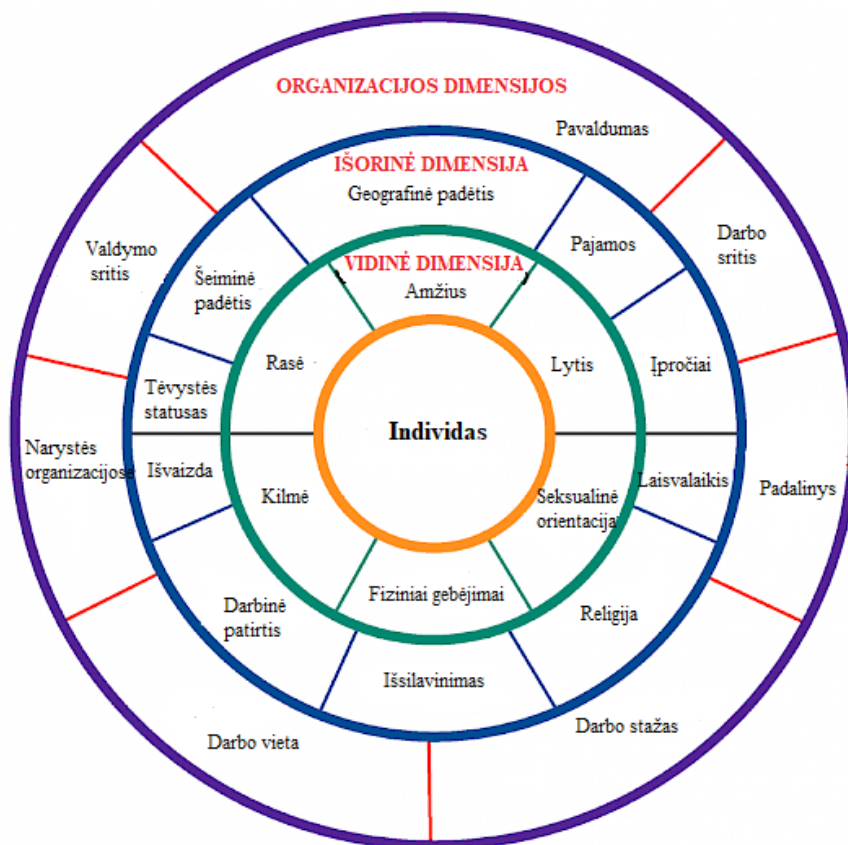 ORGANIZACIJOS DIMENSIJOS
Pavaldumas
IŠORINĖ DIMENSIJA
Geografinė padėtis
Valdymo
sritis
Šeiminė
padėtis
Pajamos
Darbo
sritis
VIDINĖ DIMENSIJA
Amžius
Rasė
Lytis
Įpročiai
Tėvystės
statusas
Individas
Narystės
organizacijose
Išvaizda
Kilmė
Seksualinė
orientacija
Laisvalaikis
Padalinys
Fiziniai gebėjimai
Darbinė
patirtis
Religija
Išsilavinimas
Darbo vieta
Darbo stažas